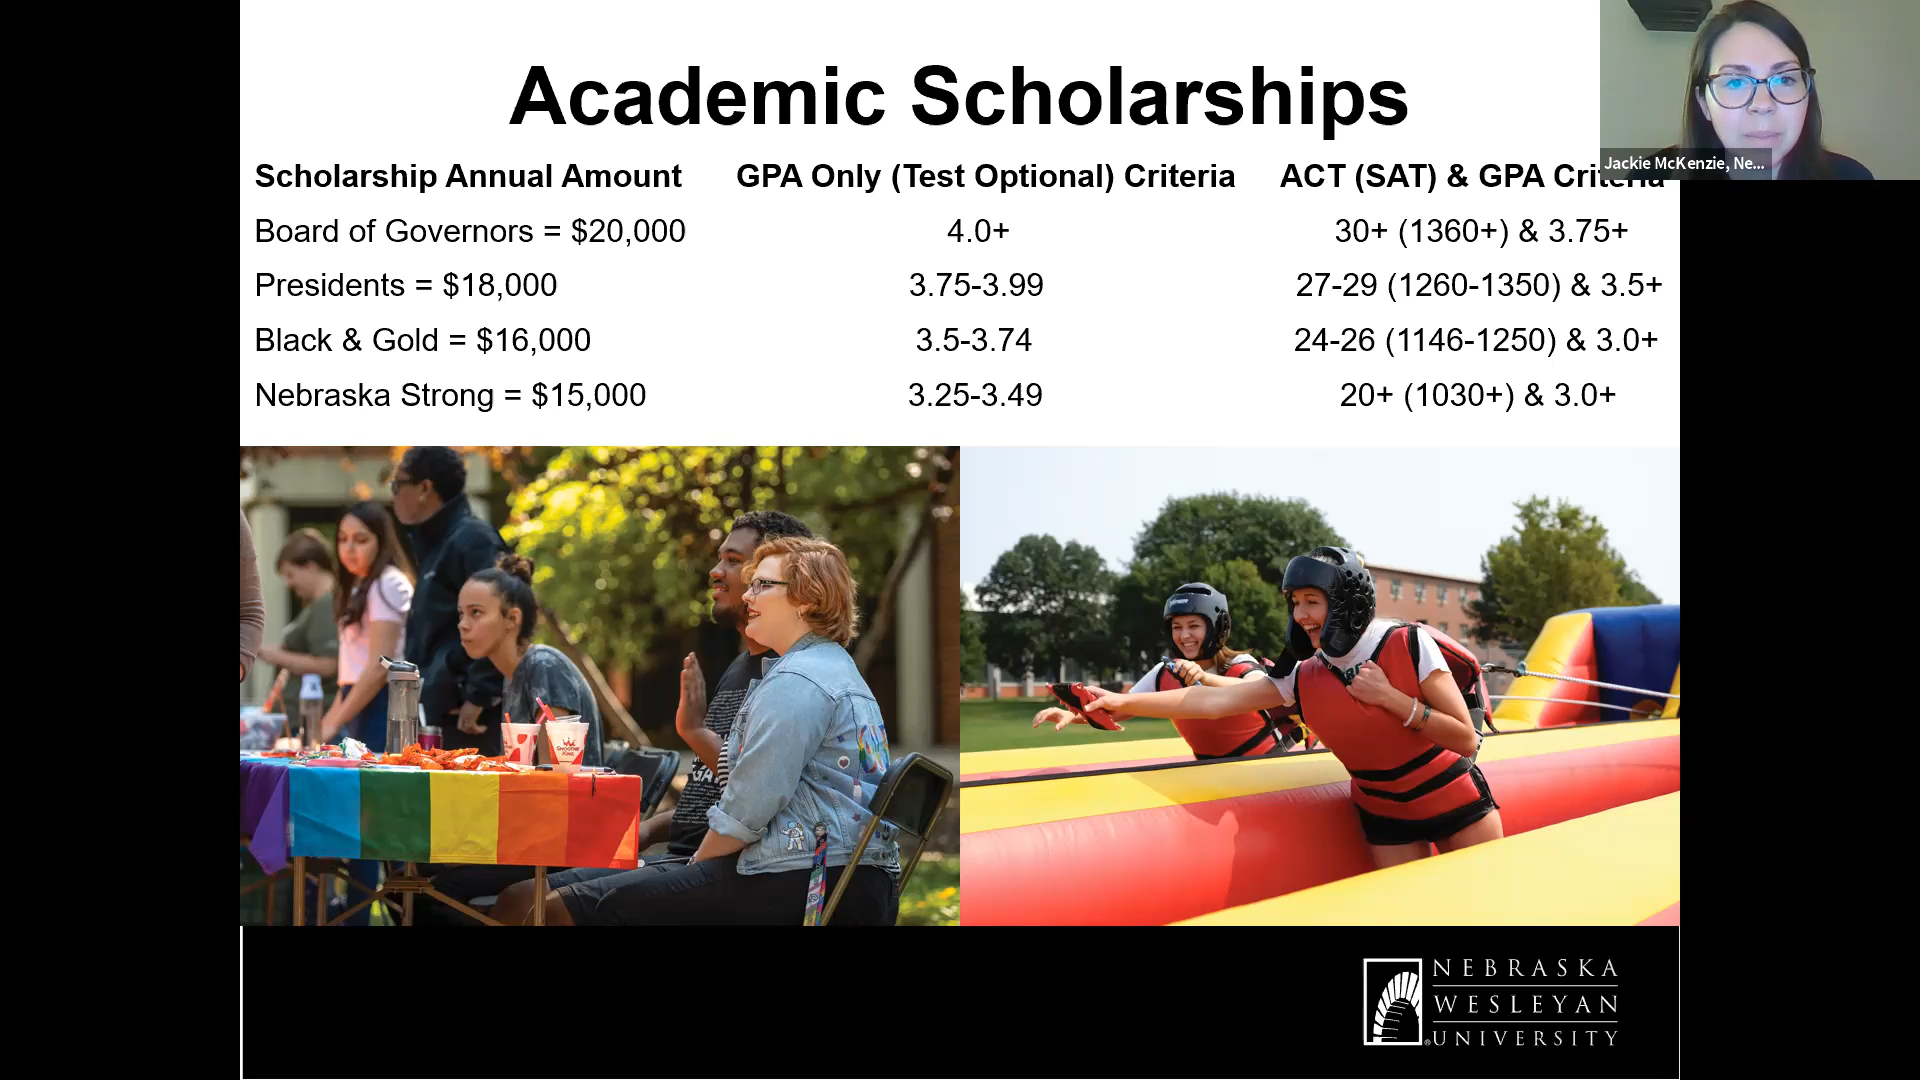 Academic Scholarships
Scholarship Annual Amount GPA Only (Test Optional) Criteria ACT (SAT) & GPA Criteria
Board of Governors = $20,000 4.0+ 30+ (1360+) & 3.75+
Presidents = $18,000 3.75-3.99 27-29 (1260-1350) & 3.5+
Black & Gold = $16,000 3.5-3.74 24-26 (1146-1250) & 3.0+
Nebraska Strong = $15,000 3.25-3.49 20+ (1030+) & 3.0+
Jackie McKenzie, Ne...
SMOOTHIE
KING
NEBRASKA
WESLEYAN
UNIVERSITY